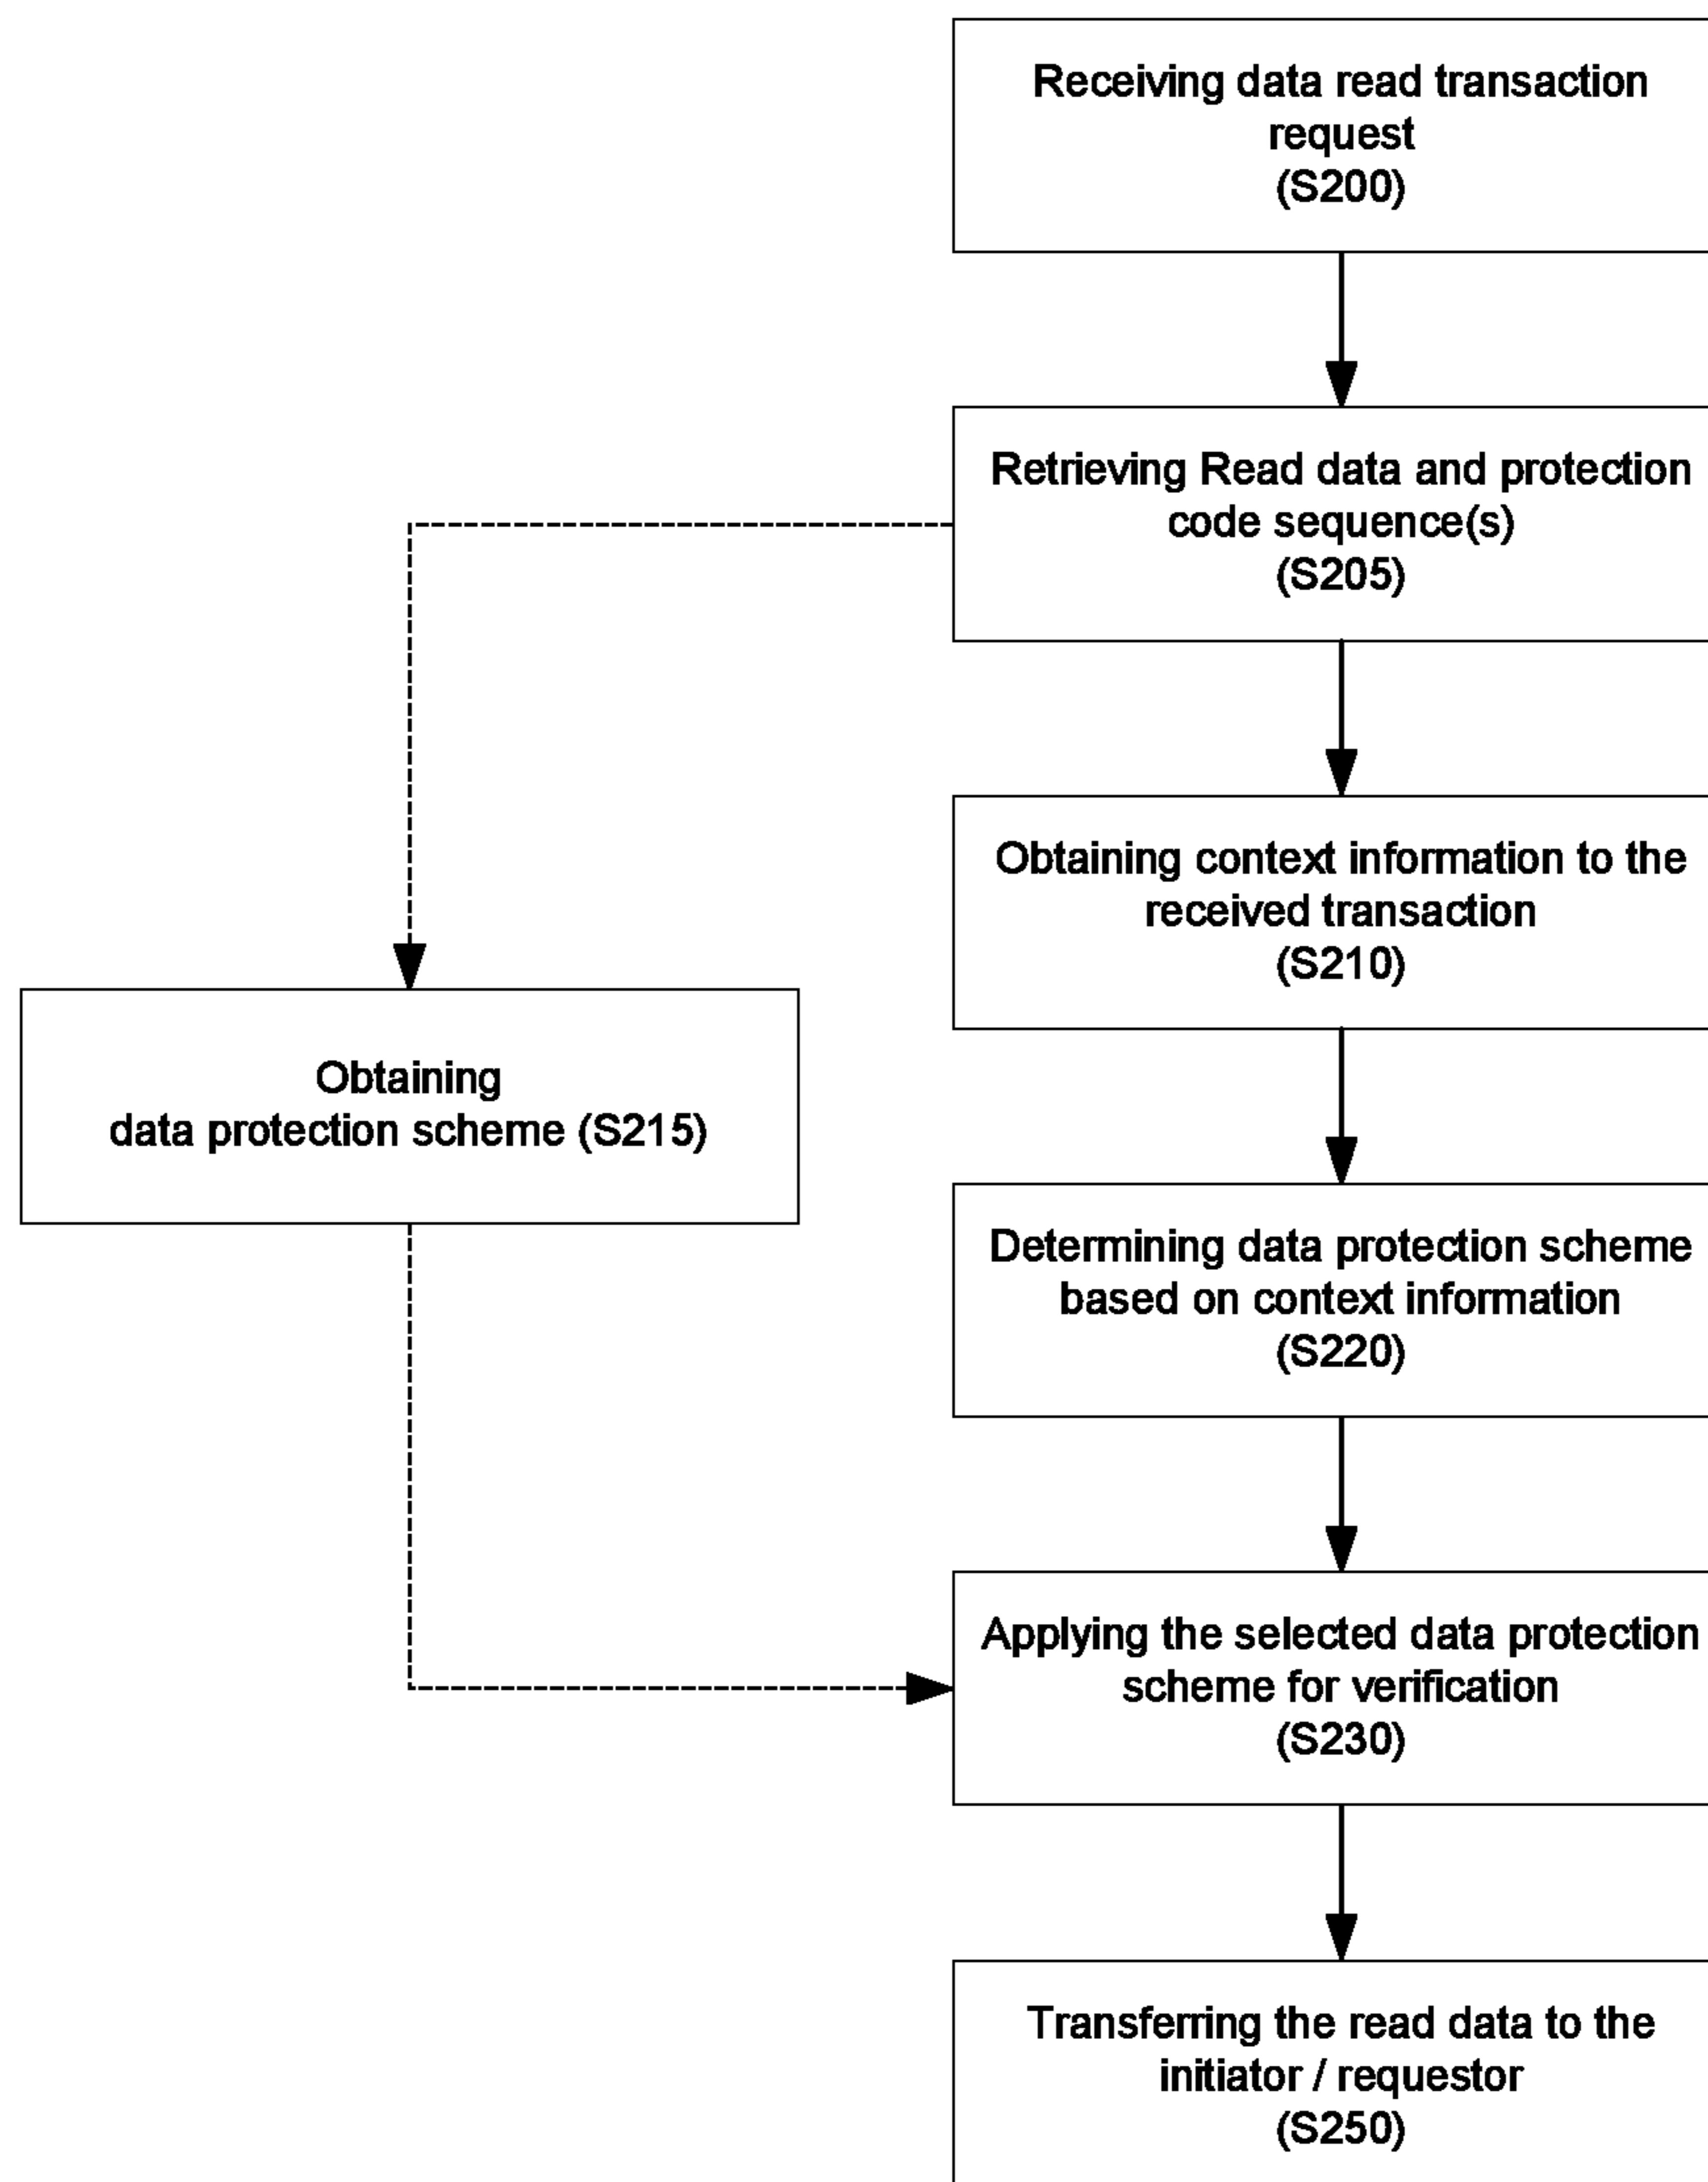 Receiving data read transaction
request
(S200)
Retrieving Read data and protection
code sequence(s)
(S205)
Obtaining context information to the
received transaction
(S210)
Obtaining
data protection scheme (S215)
Determining data protection scheme
based on context information
(S220)
Applying the selected data protection
scheme for verification
(S230)
Transferring the read data to the
initiator / requestor
(S250)